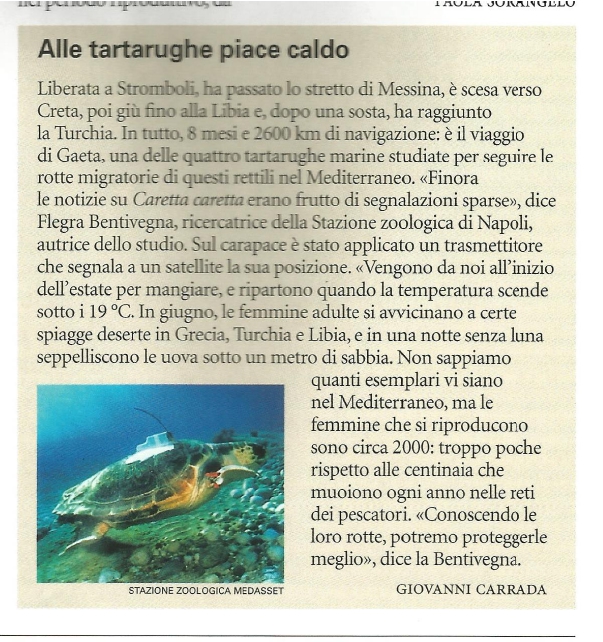 nel periodo riproduttivo, da
PAOLA SORANGELO
Alle tartarughe piace caldo
Liberata a Stromboli, ha passato lo stretto di Messina, è scesa verso
Creta, poi giù fino alla Libia e, dopo una sosta, ha raggiunto
la Turchia. In tutto, 8 mesi e 2600 km di navigazione: è il viaggio
di Gaeta, una delle quattro tartarughe marine studiate per seguire le
rotte migratorie di questi rettili nel Mediterraneo. «Finora
le notizie su Caretta caretta erano frutto di segnalazioni sparse», dice
Flegra Bentivegna, ricercatrice della Stazione zoologica di Napoli,
autrice dello studio. Sul carapace è stato applicato un trasmettitore
che segnala a un satellite la sua posizione. «Vengono da noi all'inizio
dell'estate per mangiare, e ripartono quando la temperatura scende
sotto i 19 °C. In giugno, le femmine adulte si avvicinano a certe
spiagge deserte in Grecia, Turchia e Libia, e in una notte senza luna
seppelliscono le uova sotto un metro di sabbia. Non sappiamo
quanti esemplari vi siano
nel Mediterraneo, ma le
femmine che si riproducono
sono circa 2000: troppo poche
rispetto alle centinaia che
muoiono ogni anno nelle reti
dei pescatori. «Conoscendo le
loro rotte, potremo proteggerle
meglio», dice la Bentivegna.
STAZIONE ZOOLOGICA MEDASSET
GIOVANNI CARRADA